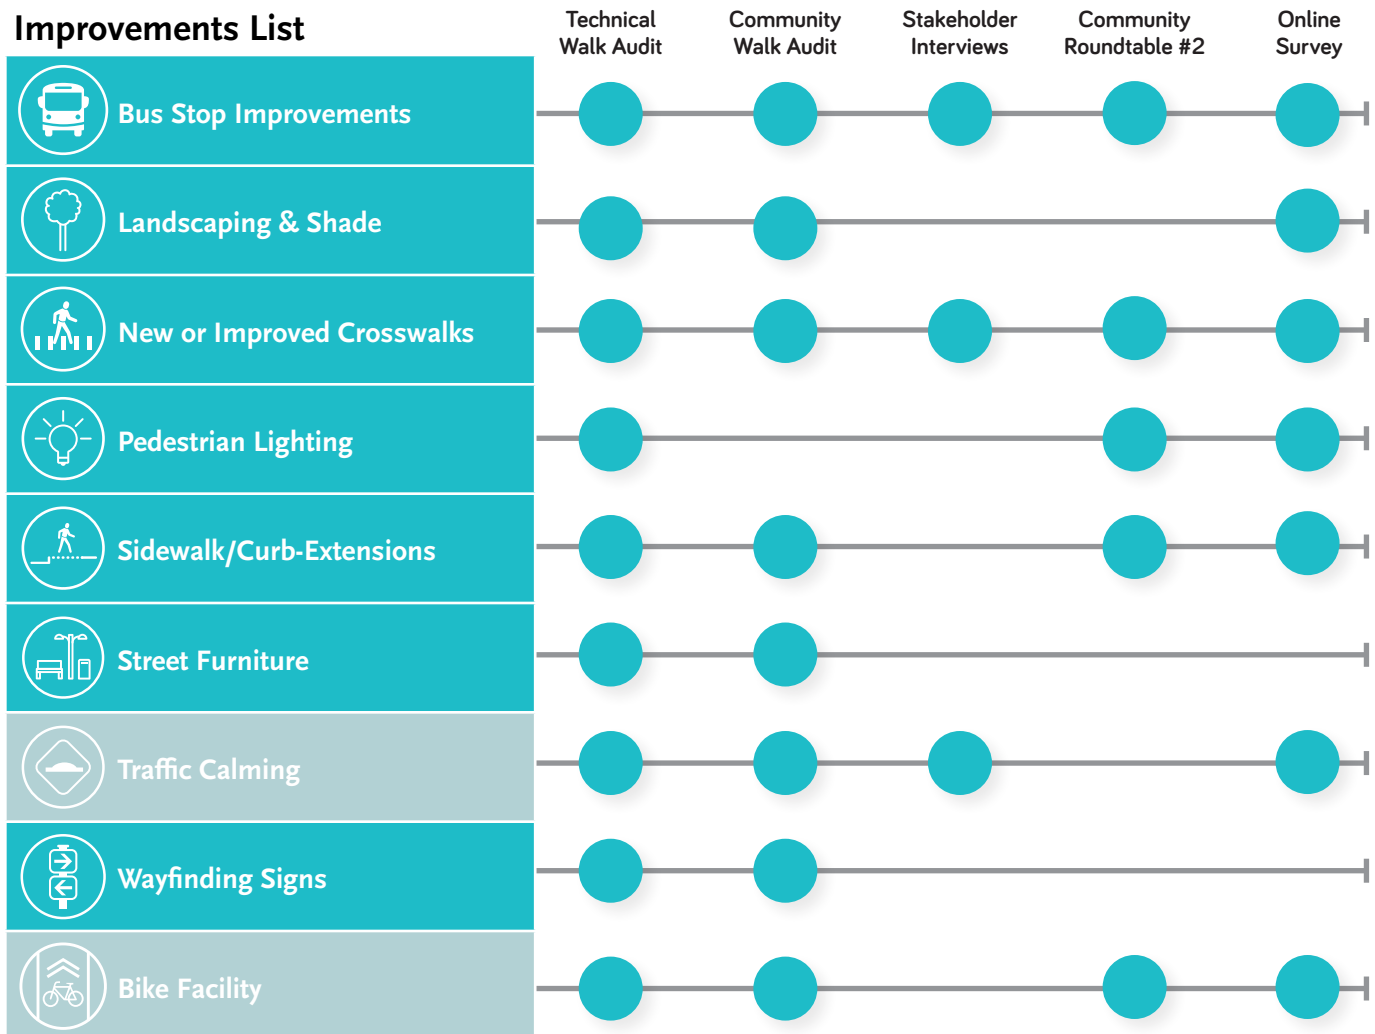 Improvements List
Technical
Walk Audit
Community
Walk Audit
Stakeholder
Interviews
Community
Roundtable #2
Online
Survey
Bus Stop Improvements
Landscaping & Shade
New or Improved Crosswalks
Pedestrian Lighting
Sidewalk/Curb-Extensions
Street Furniture
Traffic Calming
Wayfinding Signs
Bike Facility